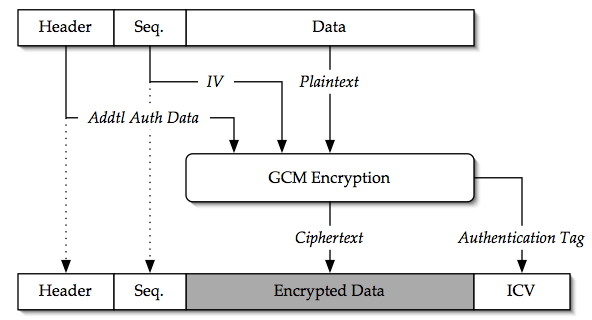 Header Seq. Data
IV Plaintext
Addtl Auth Data
GCM Encryption
Ciphertext Authentication Tag
Header Seq. Encrypted Data ICV